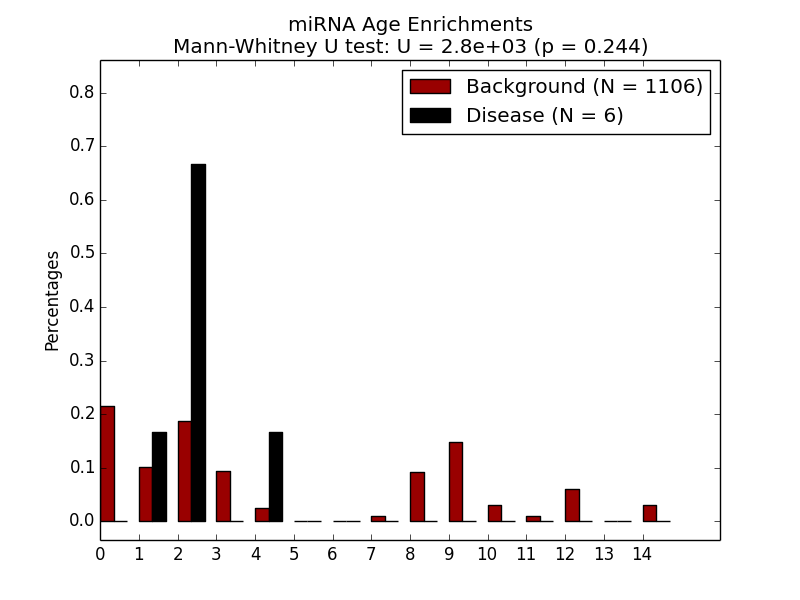 miRNA Age Enrichments
Mann-Whitney U test: U = 2.8e+03 (p = 0.244)
Background (N = 1106)
Disease (N = 6)
Percentages
0.8
0.7
0.6
0.5
0.4
0.3
0.2
0.1
0.0
0 1 2 3 4 5 6 7 8 9 10 11 12 13 14